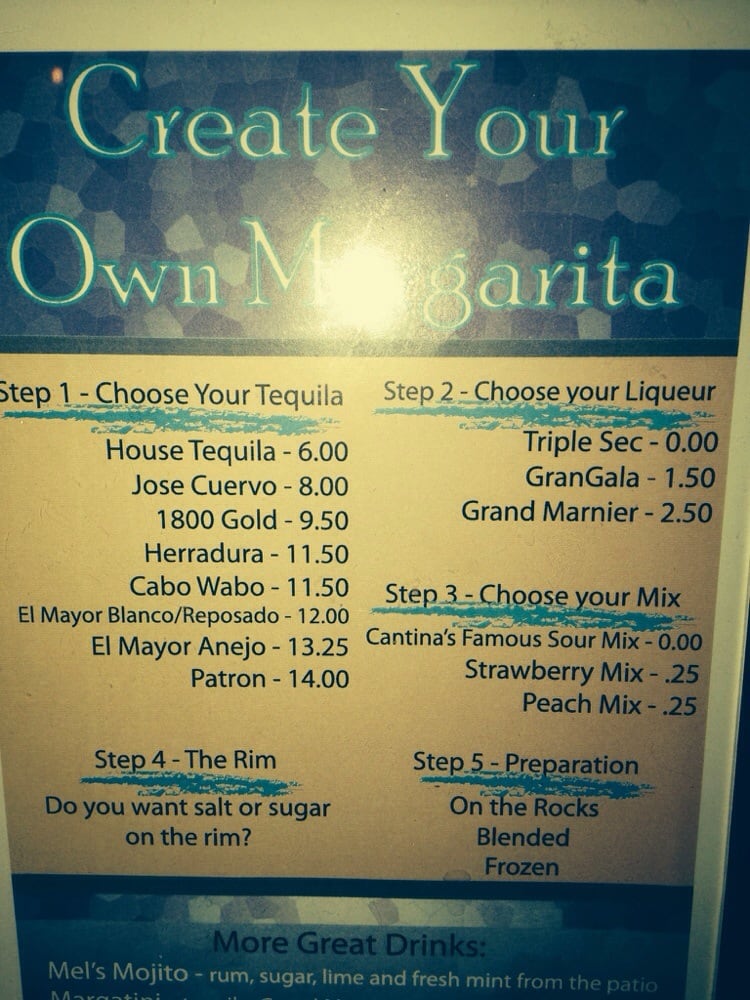 Create Your
Own Margarita
Step 1 - Choose Your Tequila
House Tequila - 6.00
Jose Cuervo - 8.00
1800 Gold - 9.50
Herradura - 11.50
Cabo Wabo - 11.50
El Mayor Blanco/Reposado - 12.00
El Mayor Anejo - 13.25
Patron - 14.00
Step 2 - Choose your Liqueur
Triple Sec - 0.00
GranGala - 1.50
Grand Marnier - 2.50
Step 3 - Choose your Mix
Cantina's Famous Sour Mix - 0.00
Strawberry Mix - .25
Peach Mix - .25
Step 4 - The Rim
Do you want salt or sugar
on the rim?
Step 5 - Preparation
On the Rocks
Blended
Frozen
More Great Drinks:
Mel's Mojito - rum, sugar, lime and fresh mint from the patio